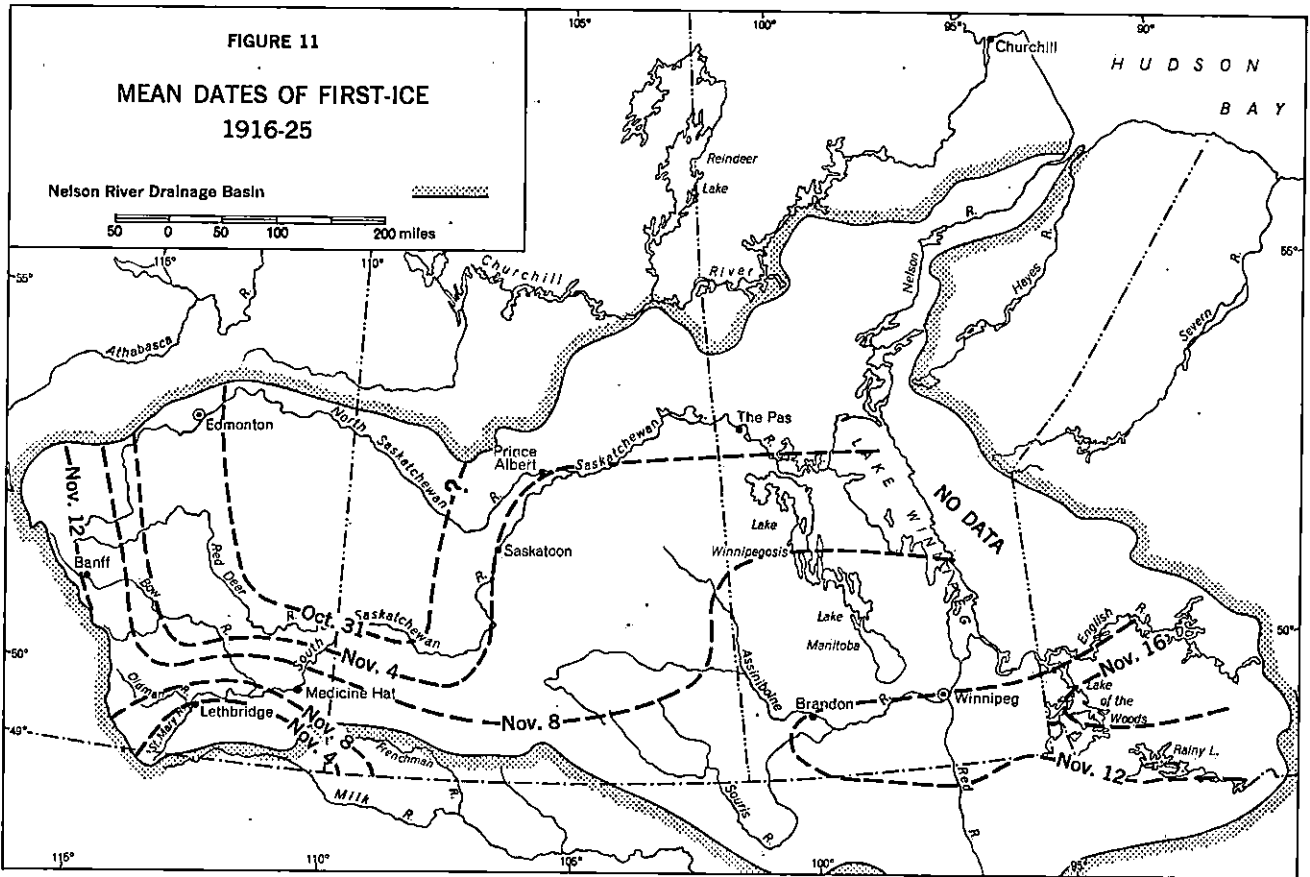 FIGURE 11
MEAN DATES OF FIRST-ICE
1916-25
Nelson River Drainage Basin
50 0 50 100 200 miles
105°
100°
95°
90°
Churchill
HUDSON
BAY
Reindeer
Lake
115°
110°
55°
55°
Churchill
River
R.
Nelson
R.
Hayes
R.
Severn
R.
Athabasca
Edmonton
North
Saskatchewan
R.
Prince
Albert
Saskatchewan
The Pas
R.
LAKE WINNIPEG
NO DATA
Nov. 12
?
Banff
Bow
R.
Red
Deer
R.
Saskatoon
R.
Lake
Winnipegosis
Lake
Manitoba
Oct. 31
Saskatchewan
South
Nov. 4
English
R.
Nov. 16
50°
50°
Oldman
R.
Medicine Hat
Lethbridge
St. Mary R.
Nov. 8
Nov. 8
Nov. 4
Assiniboine
R.
Brandon
Winnipeg
Lake
of the
Woods
Rainy L.
Nov. 12
49°
Frenchman
R.
Milk
R.
Souris
R.
Red
R.
115°
110°
105°
100°
95°